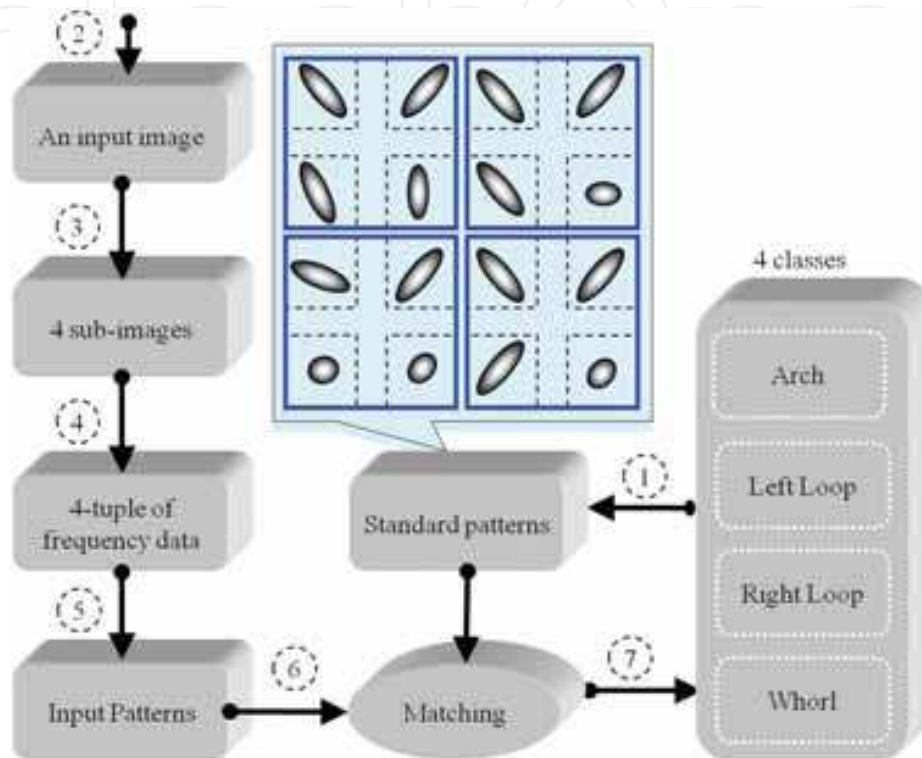 2
An input image
3
4 sub-images
4
4-tuple of
frequency data
5
Input Patterns
6
Standard patterns
Matching
1
7
4 classes
Arch
Left Loop
Right Loop
Whorl